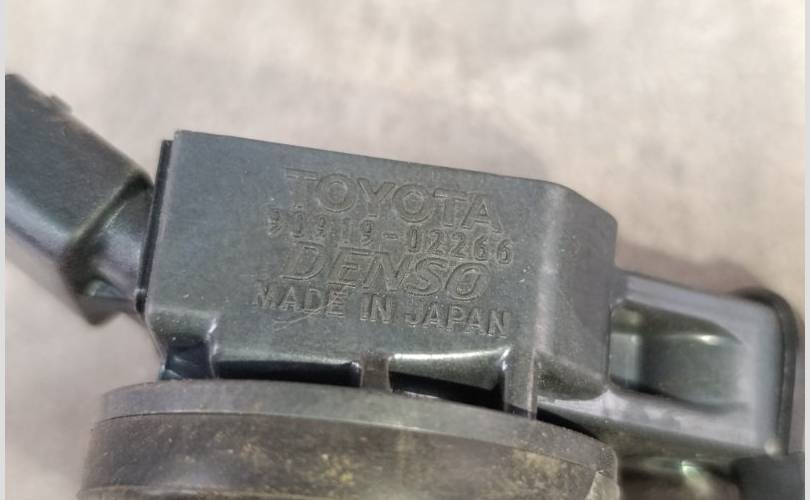 TOYOTA
90919-02266
DENSO
MADE IN JAPAN